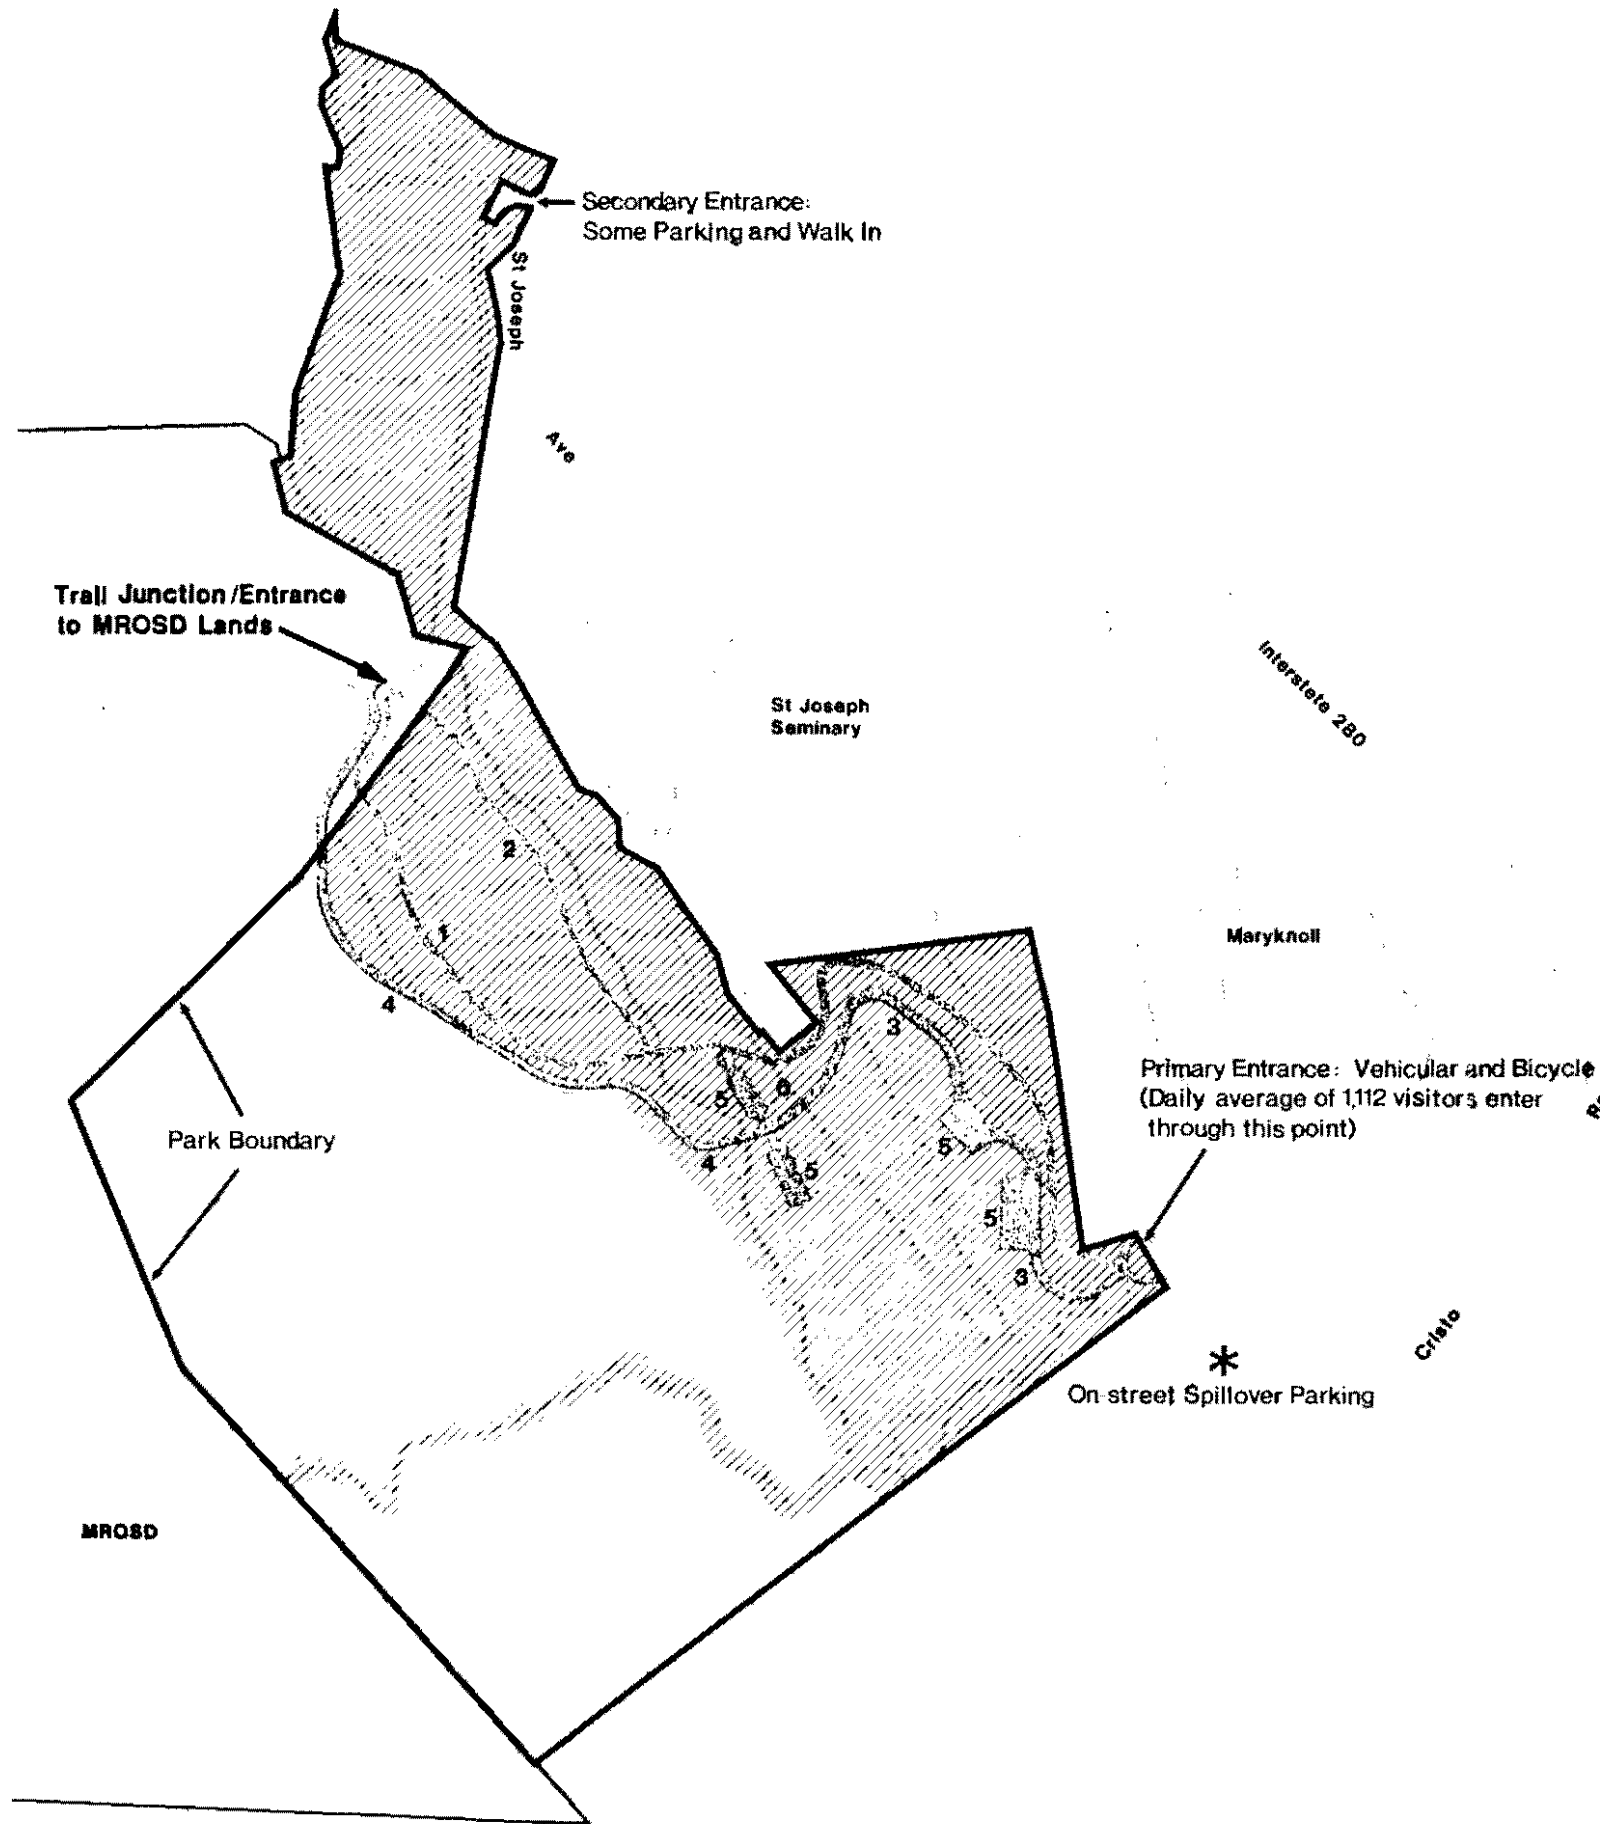 Secondary Entrance:
Some Parking and Walk In
St Joseph
Ave
Trail Junction/Entrance
to MROSD Lands
St Joseph
Seminary
Interstate 280
2
1
4
Maryknoll
3
Primary Entrance: Vehicular and Bicycle
(Daily average of 1,112 visitors enter
through this point)
6
5
Park Boundary
5
4
5
5
3
Cristo
*
On-street Spillover Parking
MROSD